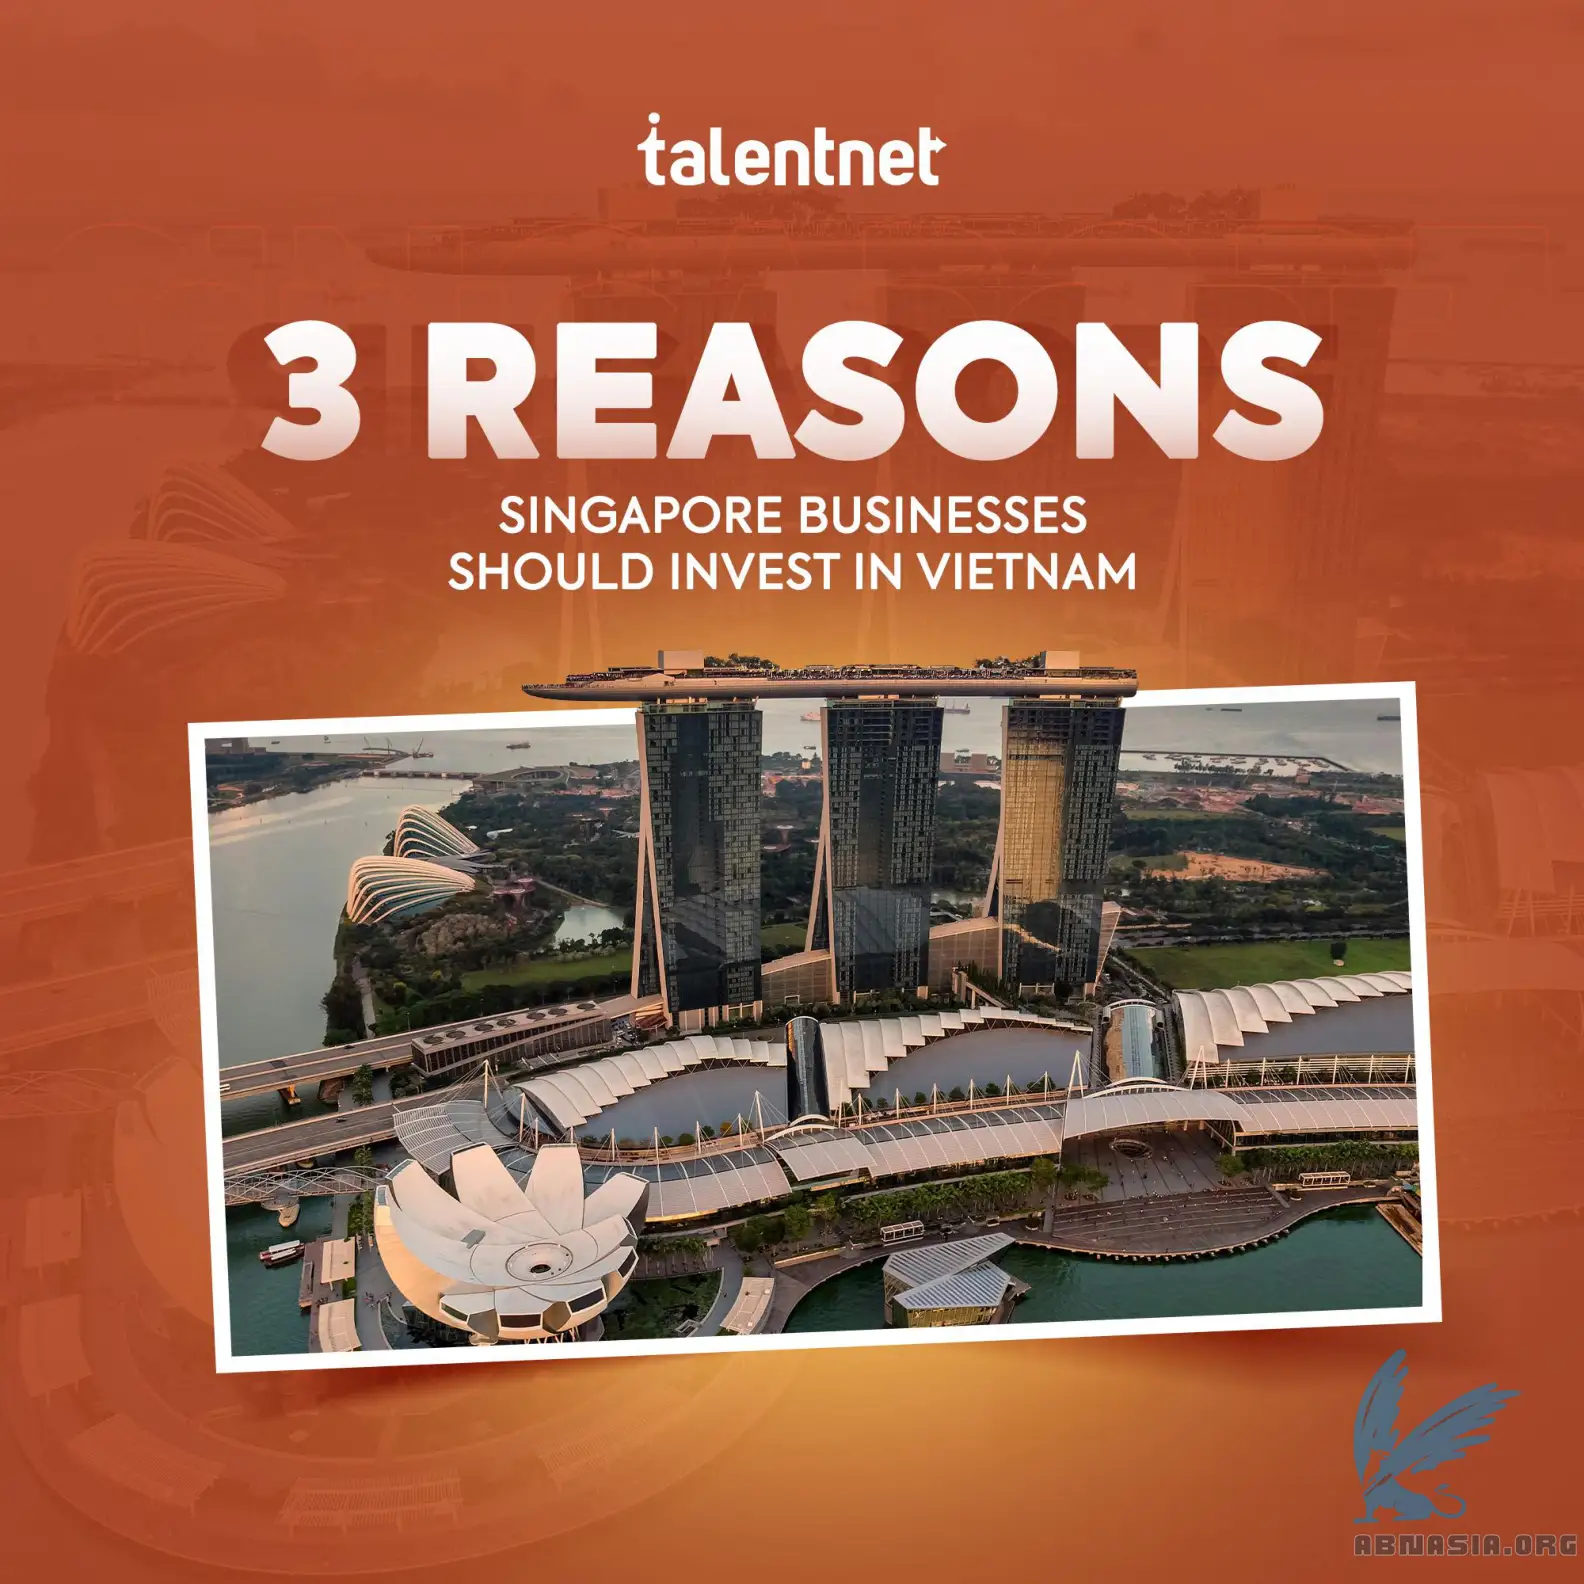 talentnet
3 REASONS
SINGAPORE BUSINESSES
SHOULD INVEST IN VIETNAM
ABNASIA.ORG